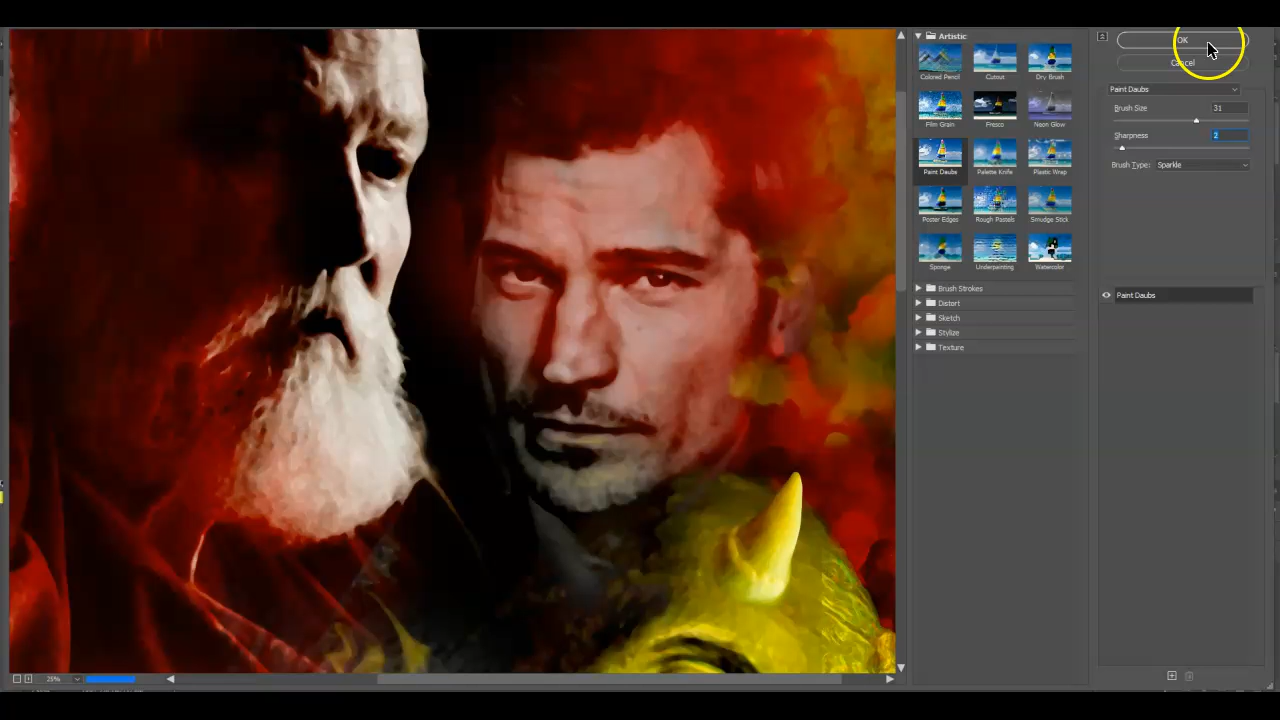 Artistic
Colored Pencil
Cutout
Dry Brush
Film Grain
Fresco
Neon Glow
Paint Daubs
Palette Knife
Plastic Wrap
Poster Edges
Rough Pastels
Smudge Stick
Sponge
Underpainting
Watercolor
Brush Strokes
Distort
Sketch
Stylize
Texture
OK
Cancel
Paint Daubs
Brush Size 31
Sharpness 2
Brush Type: Sparkle
Paint Daubs